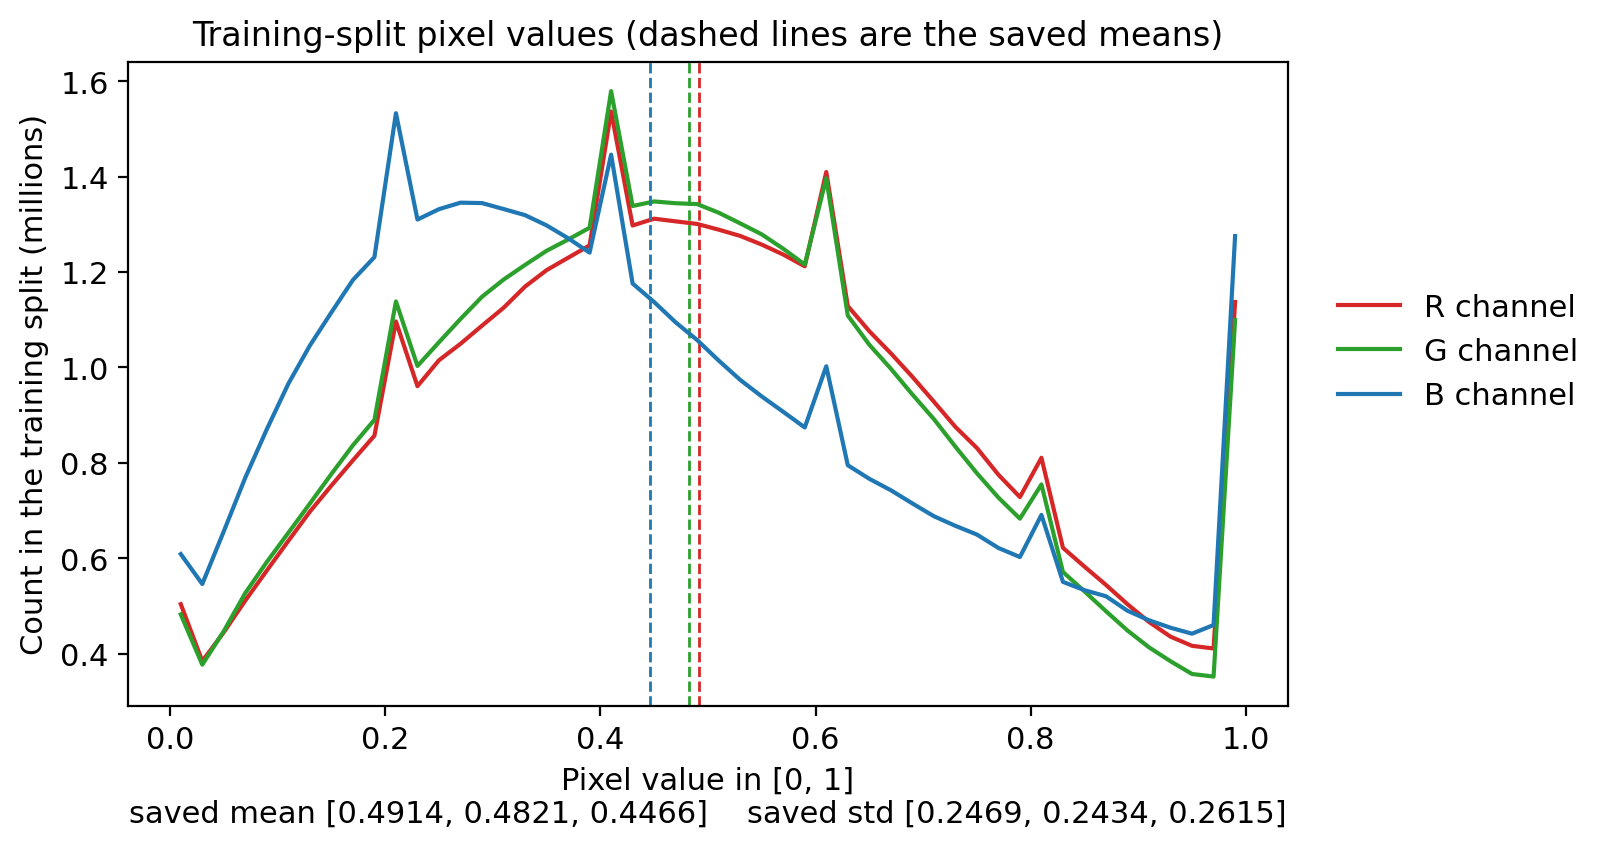 Training-split pixel values (dashed lines are the saved means)
Count in the training split (millions)
1.6
1.4
1.2
1.0
0.8
0.6
0.4
0.0 0.2 0.4 0.6 0.8 1.0
Pixel value in [0, 1]
saved mean [0.4914, 0.4821, 0.4466] saved std [0.2469, 0.2434, 0.2615]
R channel
G channel
B channel